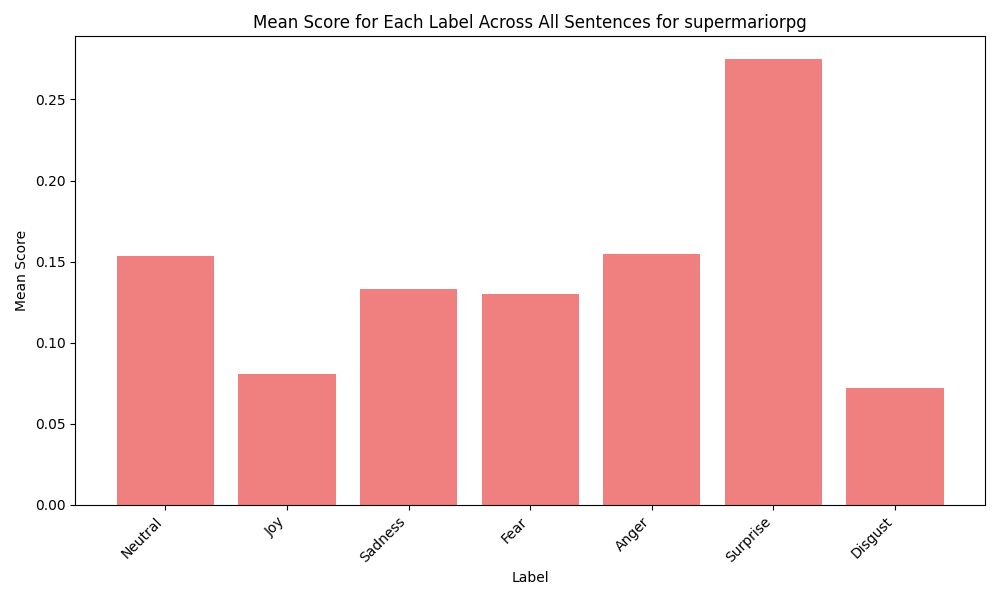 Mean Score for Each Label Across All Sentences for supermariorpg
Mean Score
0.25
0.20
0.15
0.10
0.05
0.00
Neutral
Joy
Sadness
Fear
Anger
Surprise
Disgust
Label